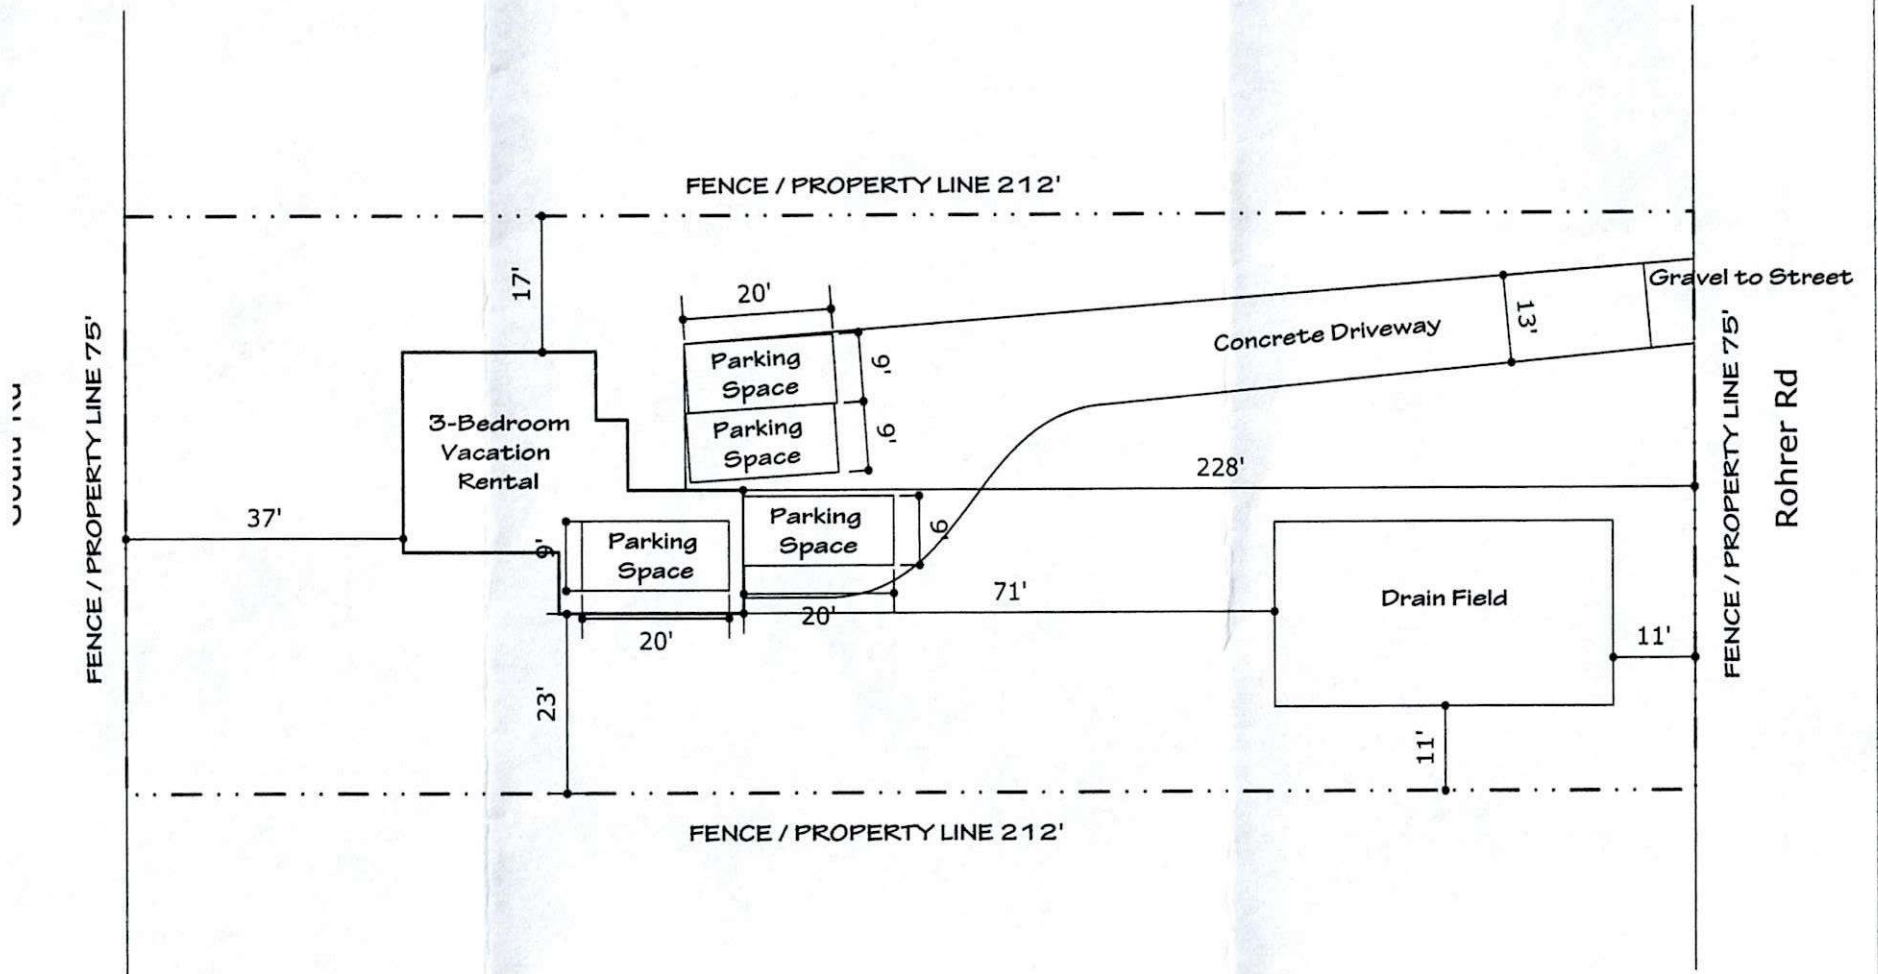 FENCE / PROPERTY LINE 212'
17'
20'
Gravel to Street
13'
Concrete Driveway
Parking
Space
9'
Parking
Space
9'
FENCE / PROPERTY LINE 75'
3-Bedroom
Vacation
Rental
228'
FENCE / PROPERTY LINE 75'
Rohrer Rd
37'
Parking
Space
9'
9'
Parking
Space
71'
Drain Field
20'
20'
11'
23'
11'
FENCE / PROPERTY LINE 212'